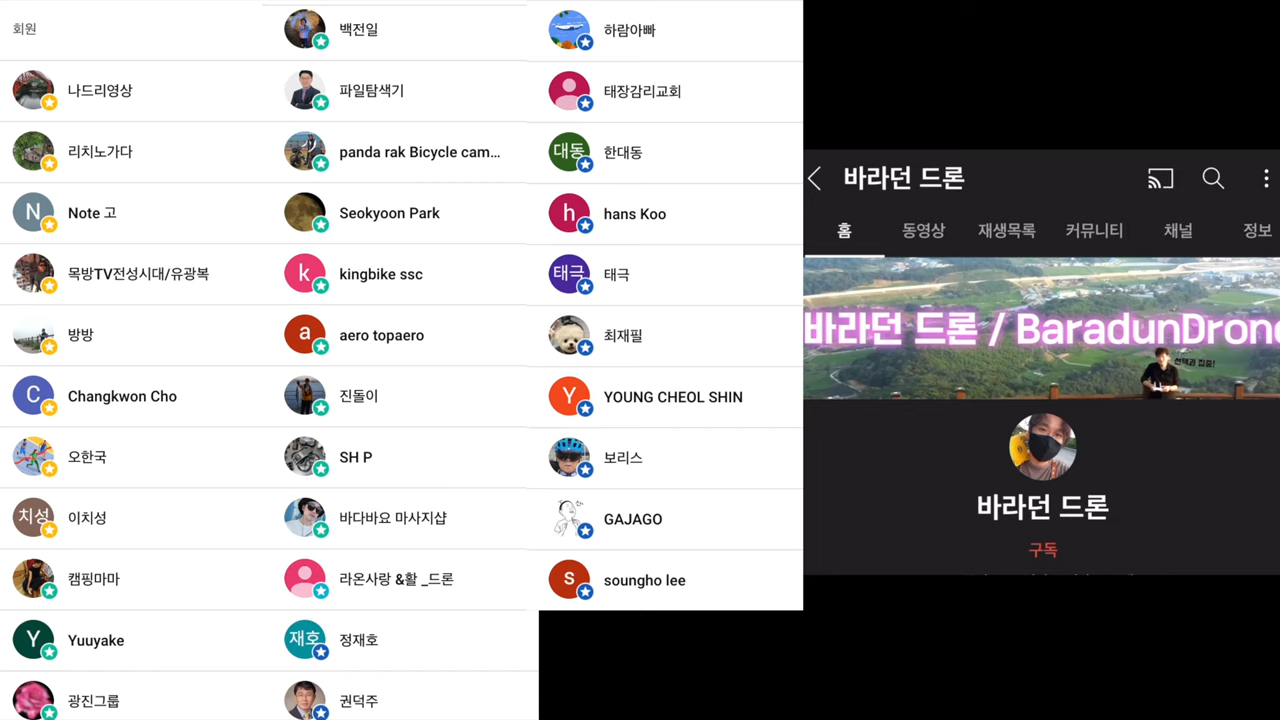 회원
나드리영상
리치노가다
N
Note 고
목방TV전성시대/유광복
방방
C
Changkwon Cho
오한국
치성
이치성
캠핑마마
Y
Yuuyake
광진그룹
백전일
파일탐색기
panda rak Bicycle cam...
Seokyoon Park
k
kingbike ssc
a
aero topaero
진돌이
SH P
바다바요 마사지샵
라온사랑 &활 _드론
재호
정재호
권덕주
하람아빠
태장감리교회
대동
한대동
h
hans Koo
태극
태극
최재필
Y
YOUNG CHEOL SHIN
보리스
GAJAGO
s
soungho lee
바라던 드론
홈 동영상 재생목록 커뮤니티 채널 정보
바라던 드론 / BaradunDrone
선택과 집중!
바라던 드론
구독